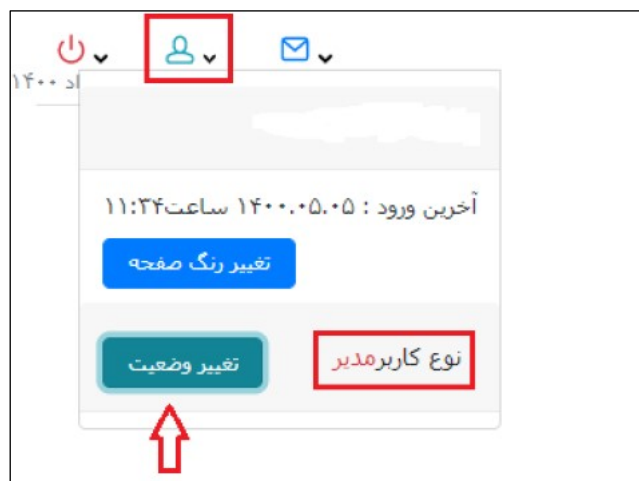 اد ۱۴۰۰
آخرین ورود : ۱۴۰۰.۰۵.۰۵ ساعت۱۱:۳۴
تغییر رنگ صفحه
نوع کاربرمدیر
تغییر وضعیت